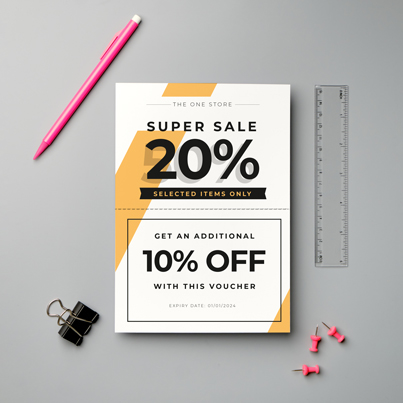 THE ONE STORE
SUPER SALE
20%
SELECTED ITEMS ONLY
GET AN ADDITIONAL
10% OFF
WITH THIS VOUCHER
EXPIRY DATE: 01/01/2024